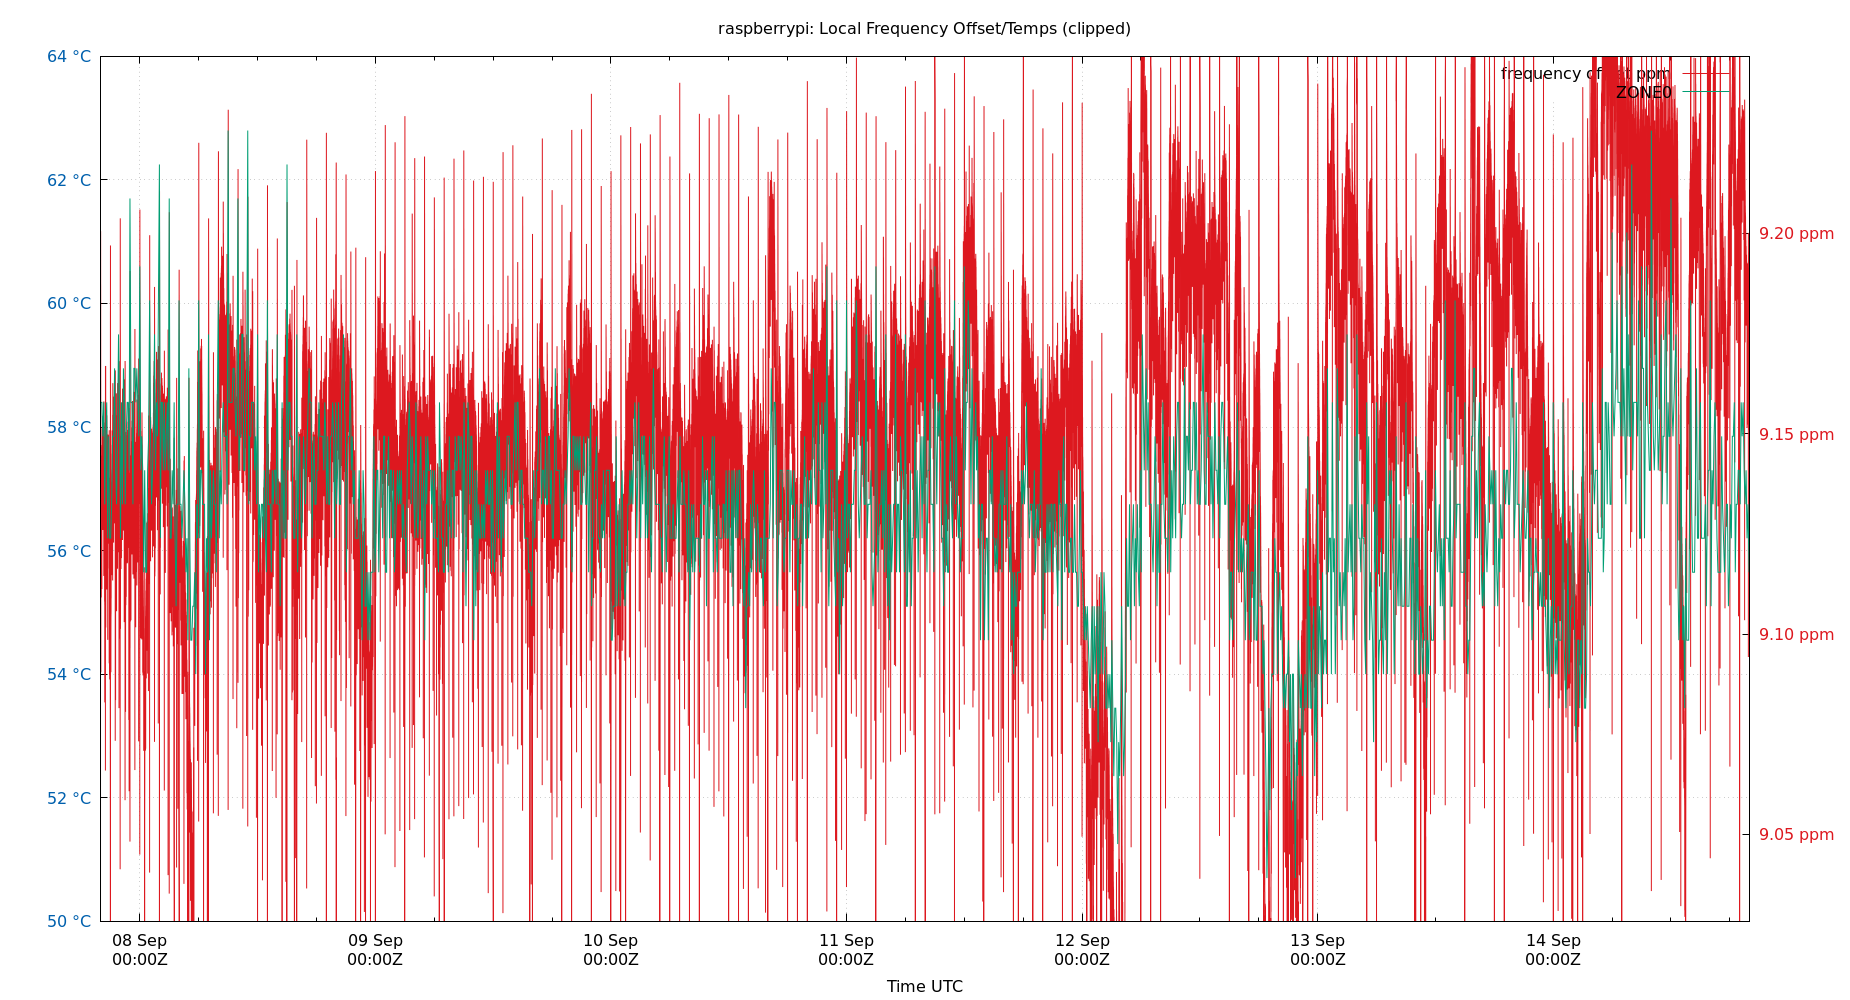 raspberrypi: Local Frequency Offset/Temps (clipped)
64 °C
62 °C
60 °C
58 °C
56 °C
54 °C
52 °C
50 °C
frequency of t ppm
ZONE0
9.20 ppm
9.15 ppm
9.10 ppm
9.05 ppm
08 Sep
00:00Z
09 Sep
00:00Z
10 Sep
00:00Z
11 Sep
00:00Z
12 Sep
00:00Z
13 Sep
00:00Z
14 Sep
00:00Z
Time UTC